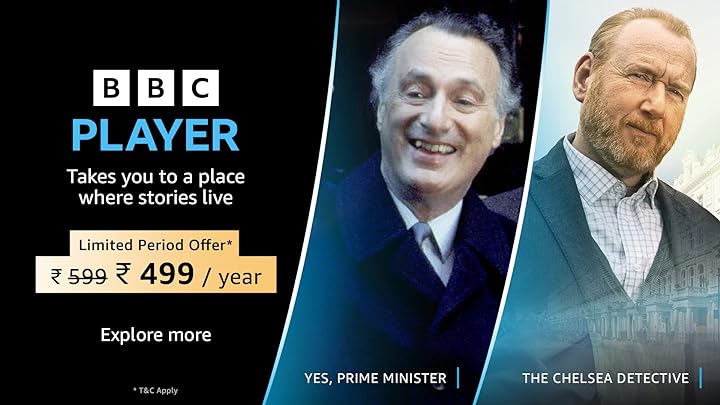 BBC
PLAYER
Takes you to a place
where stories live
Limited Period Offer*
₹ 599 ₹ 499 / year
Explore more
* T&C Apply
YES, PRIME MINISTER
THE CHELSEA DETECTIVE